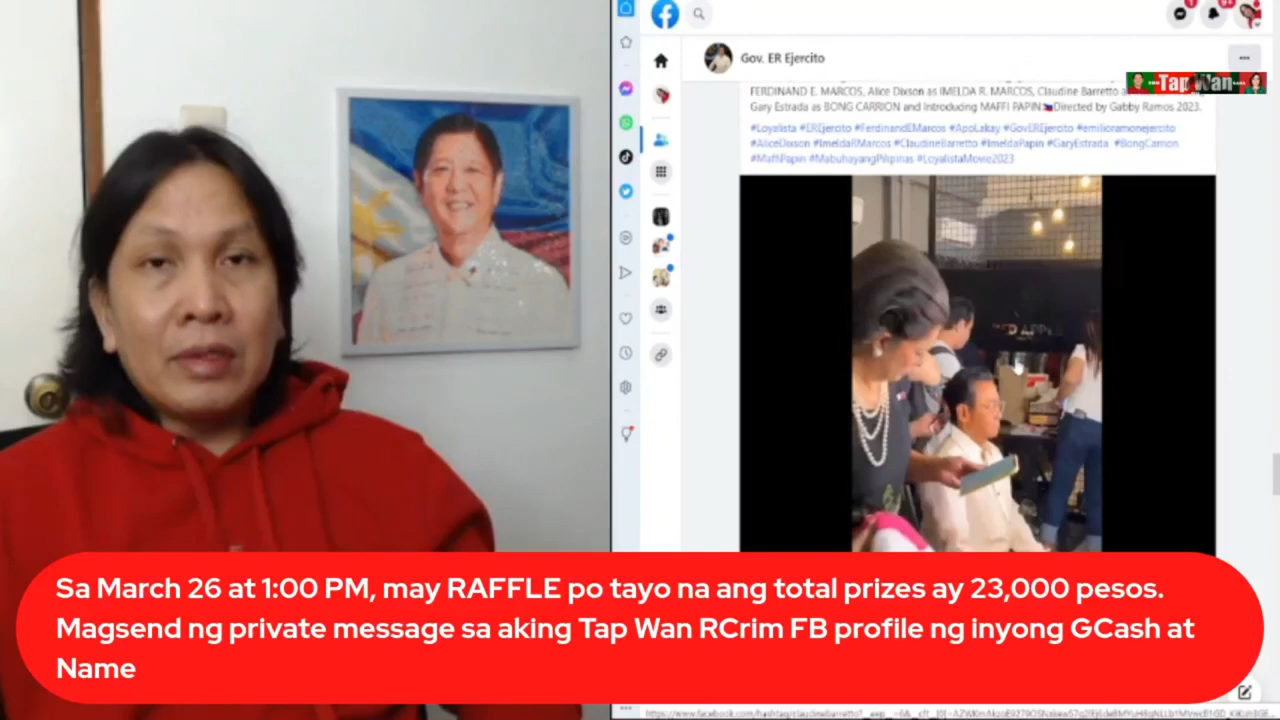 Gov. ER Ejercito
Tap Wan
FERDINAND E. MARCOS, Alice Dixson as IMELDA R. MARCOS, Claudine Barretto
Gary Estrada as BONG CARRION and Introducing MAFFI PAPIN Directed by Gabby Ramos 2023.
#Loyalista #EREjercito #FerdinandEMarcos #ApoLakay #GovEREjercito #emilioramonejercito
#AliceDixson #ImeldaRMarcos #ClaudineBarretto #ImeldaPapin #GaryEstrada #BongCarrion
#MaffiPapin #MabuhayangPilipinas #LoyalistaMovie2023
Sa March 26 at 1:00 PM, may RAFFLE po tayo na ang total prizes ay 23,000 pesos.
Magsend ng private message sa aking Tap Wan RCrim FB profile ng inyong GCash at
Name